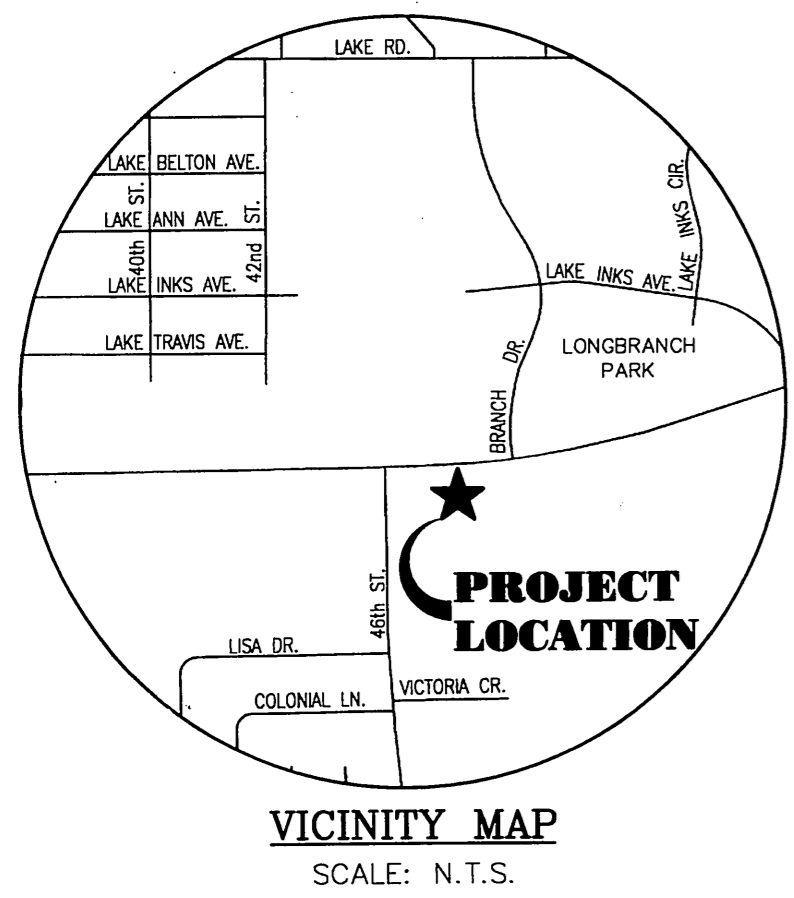 LAKE RD.
LAKE BELTON AVE.
LAKE ANN AVE.
LAKE INKS AVE.
LAKE TRAVIS AVE.
40th ST.
42nd ST.
LAKE INKS AVE.
LAKE INKS CIR.
LONGBRANCH
PARK
BRANCH DR.
46th ST.
PROJECT
LOCATION
LISA DR.
COLONIAL LN.
VICTORIA CR.
VICINITY MAP
SCALE: N.T.S.